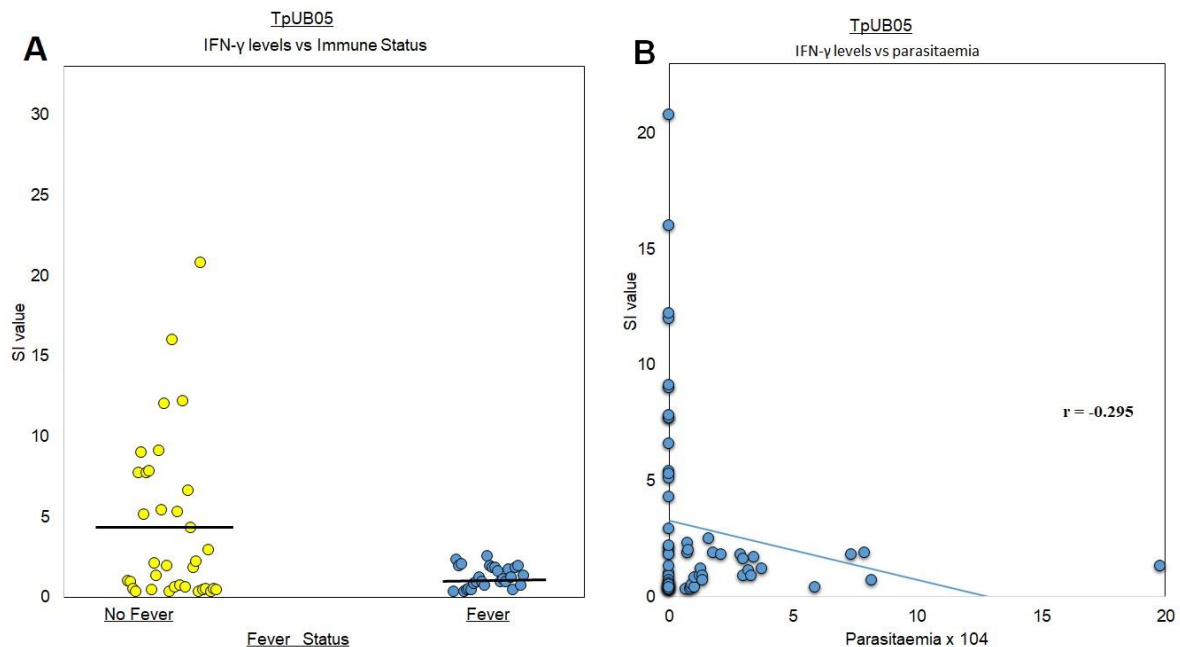 TpUB05
A
IFN-γ levels vs Immune Status
30
25
20
15
10
5
0
SI value
No Fever
Fever
Fever Status
TpUB05
B
IFN-γ levels vs parasitaemia
20
15
10
5
0
SI value
r = -0.295
0 5 10 15 20
Parasitaemia x 104